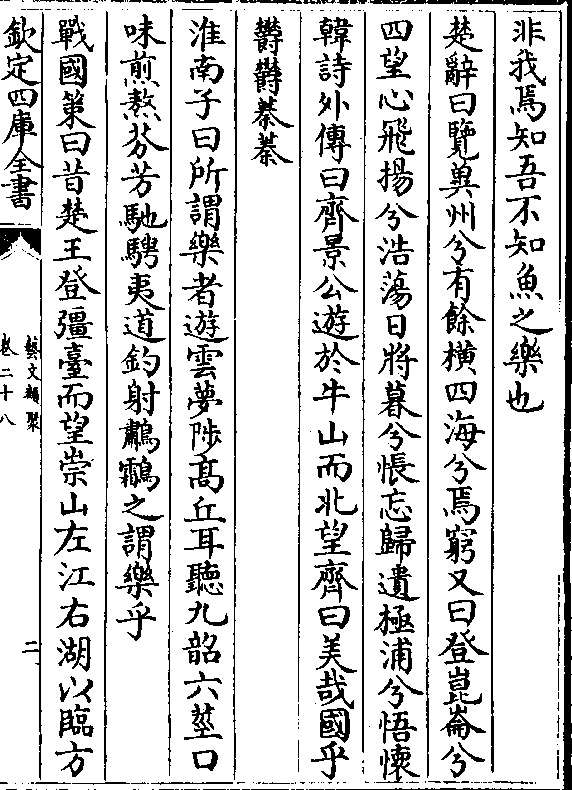 非我焉知吾不知魚之樂也
楚辭曰覽兾州兮有餘橫四海兮焉窮又曰登崑崙兮
四望心飛揚兮浩蕩日將暮兮悵忘歸遺極浦兮悟懷
韓詩外傳曰齊景公遊於牛山而北望齊曰美哉國乎
欝欝蓁蓁
淮南子曰所謂樂者遊雲夢陟髙丘耳聽九韶六莖口
味煎熬芬芳馳騁夷道釣射鷫鸘之謂樂乎
戰國策曰昔楚王登彊臺而望崇山左江右湖以臨方
欽定四庫全書
藝文類聚
卷二十八
二